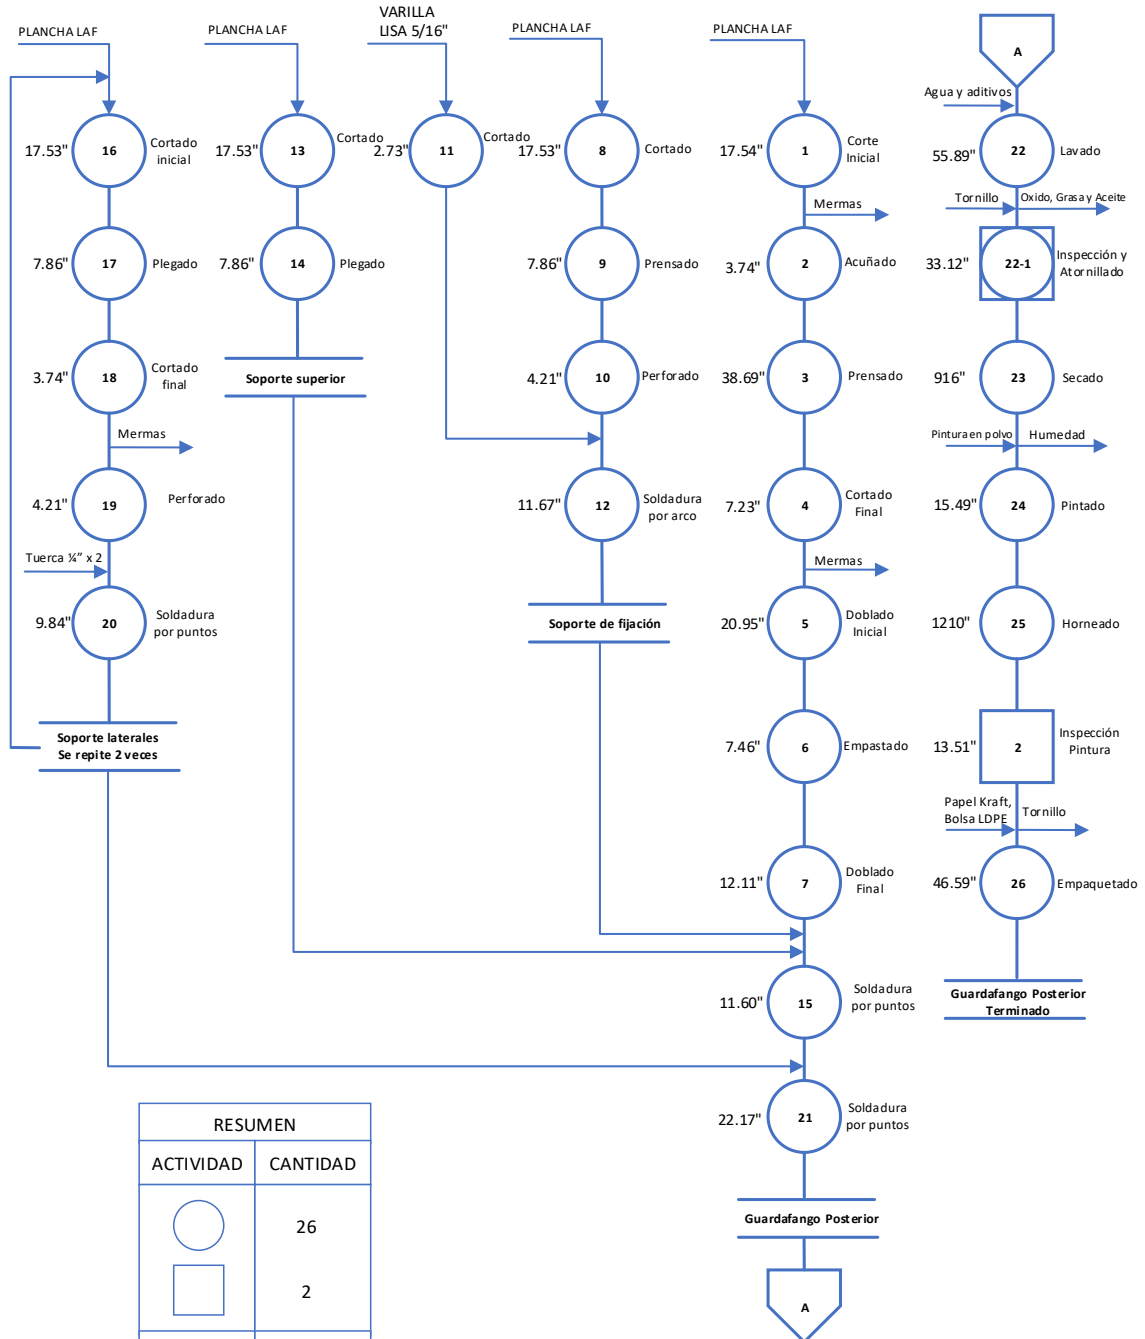 PLANCHA LAF
17.53"
16
Cortado
inicial
7.86"
17
Plegado
3.74"
18
Cortado
final
Mermas
4.21"
19
Perforado
Tuerca ¼" x 2
9.84"
20
Soldadura
por puntos
Soporte laterales
Se repite 2 veces
PLANCHA LAF
17.53"
13
Cortado
7.86"
14
Plegado
Soporte superior
VARILLA
LISA 5/16"
2.73"
11
Cortado
PLANCHA LAF
17.53"
8
Cortado
7.86"
9
Prensado
4.21"
10
Perforado
11.67"
12
Soldadura
por arco
Soporte de fijación
PLANCHA LAF
17.54"
1
Corte
Inicial
Mermas
3.74"
2
Acuñado
38.69"
3
Prensado
7.23"
4
Cortado
Final
Mermas
20.95"
5
Doblado
Inicial
7.46"
6
Empastado
12.11"
7
Doblado
Final
11.60"
15
Soldadura
por puntos
22.17"
21
Soldadura
por puntos
Guardafango Posterior
A
A
Agua y aditivos
55.89"
22
Lavado
Tornillo
Oxido, Grasa y Aceite
33.12"
22-1
Inspección y
Atornillado
916"
23
Secado
Pintura en polvo
Humedad
15.49"
24
Pintado
1210"
25
Horneado
13.51"
2
Inspección
Pintura
Papel Kraft,
Bolsa LDPE
Tornillo
46.59"
26
Empaquetado
Guardafango Posterior
Terminado
RESUMEN
ACTIVIDAD
CANTIDAD
26
2